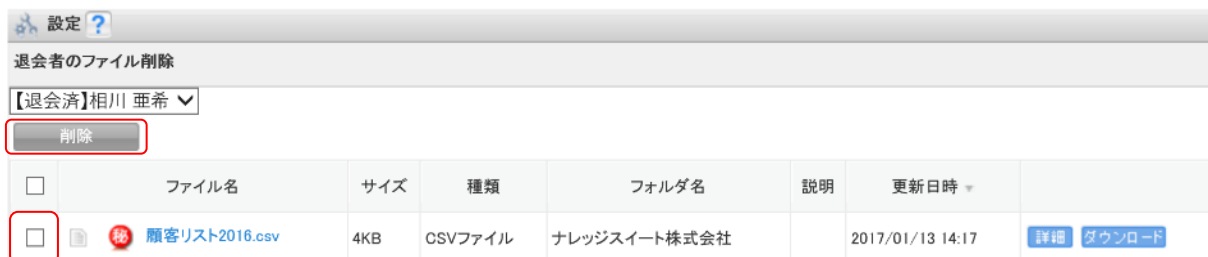 設定 ?
退会者のファイル削除
【退会済】相川 亜希
削除
ファイル名 サイズ 種類 フォルダ名 説明 更新日時
秘 顧客リスト2016.csv 4KB CSVファイル ナレッジスイート株式会社 2017/01/13 14:17 詳細 ダウンロード